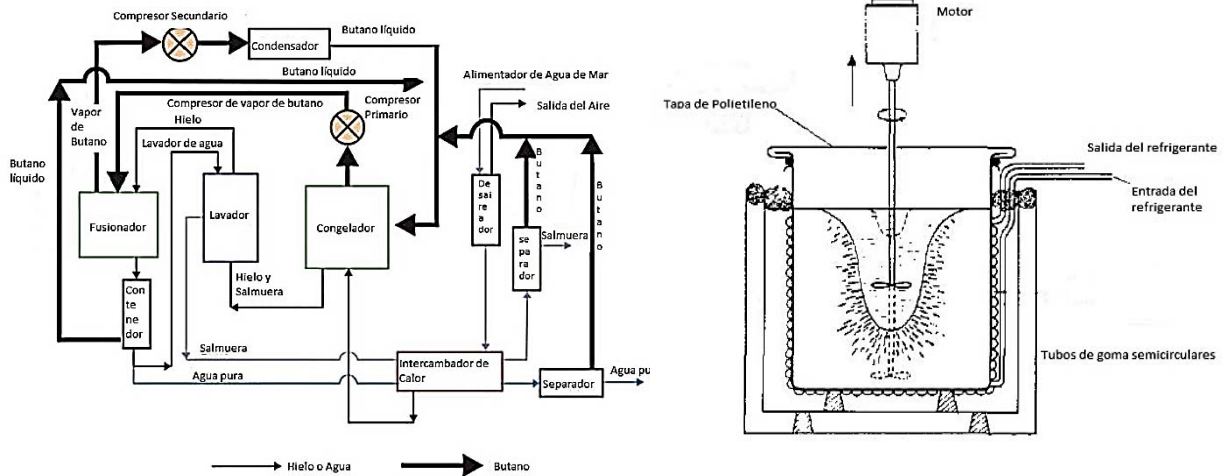 Compresor Secundario
Condensador
Butano líquido
Butano líquido
Alimentador de Agua de Mar
Salida del Aire
Compresor de vapor de butano
Compresor
Primario
Vapor
de
Butano
Hielo
Lavador de agua
Butano
líquido
Fusionador
Lavador
Congelador
De
sai
re a
dor
Butano
se
pa
ra
dor
Salmuera
Butano
Hielo y
Salmuera
Con
te
ne
dor
Salmuera
Intercambador de
Calor
Agua pura
Separador
Agua pu
Hielo o Agua
Butano
Motor
Tapa de Polietileno
Salida del refrigerante
Entrada del
refrigerante
Tubos de goma semicirculares